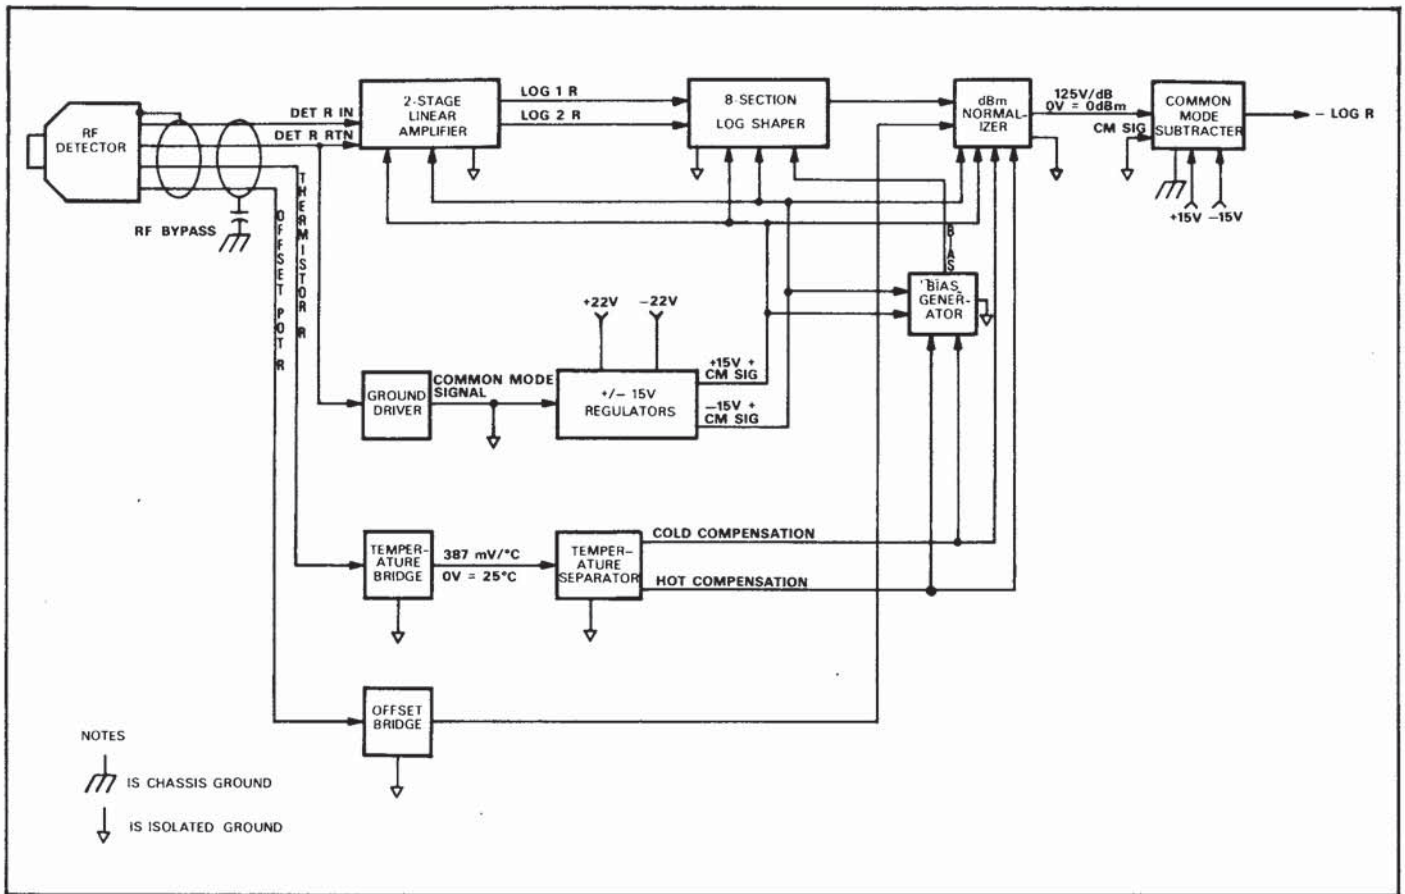 RF
DETECTOR
DET R IN
DET R RTN
RF BYPASS
OFFSET POT R
THERMISTOR R
2-STAGE
LINEAR
AMPLIFIER
LOG 1 R
LOG 2 R
8-SECTION
LOG SHAPER
dBm
NORMAL-
IZER
125V/dB
0V = 0dBm
CM SIG
COMMON
MODE
SUBTRACTER
– LOG R
+15V –15V
BIAS
BIAS
GENER-
ATOR
+22V –22V
GROUND
DRIVER
COMMON MODE
SIGNAL
+/– 15V
REGULATORS
+15V +
CM SIG
–15V +
CM SIG
TEMPER-
ATURE
BRIDGE
387 mV/°C
0V = 25°C
TEMPER-
ATURE
SEPARATOR
COLD COMPENSATION
HOT COMPENSATION
OFFSET
BRIDGE
NOTES
IS CHASSIS GROUND
IS ISOLATED GROUND